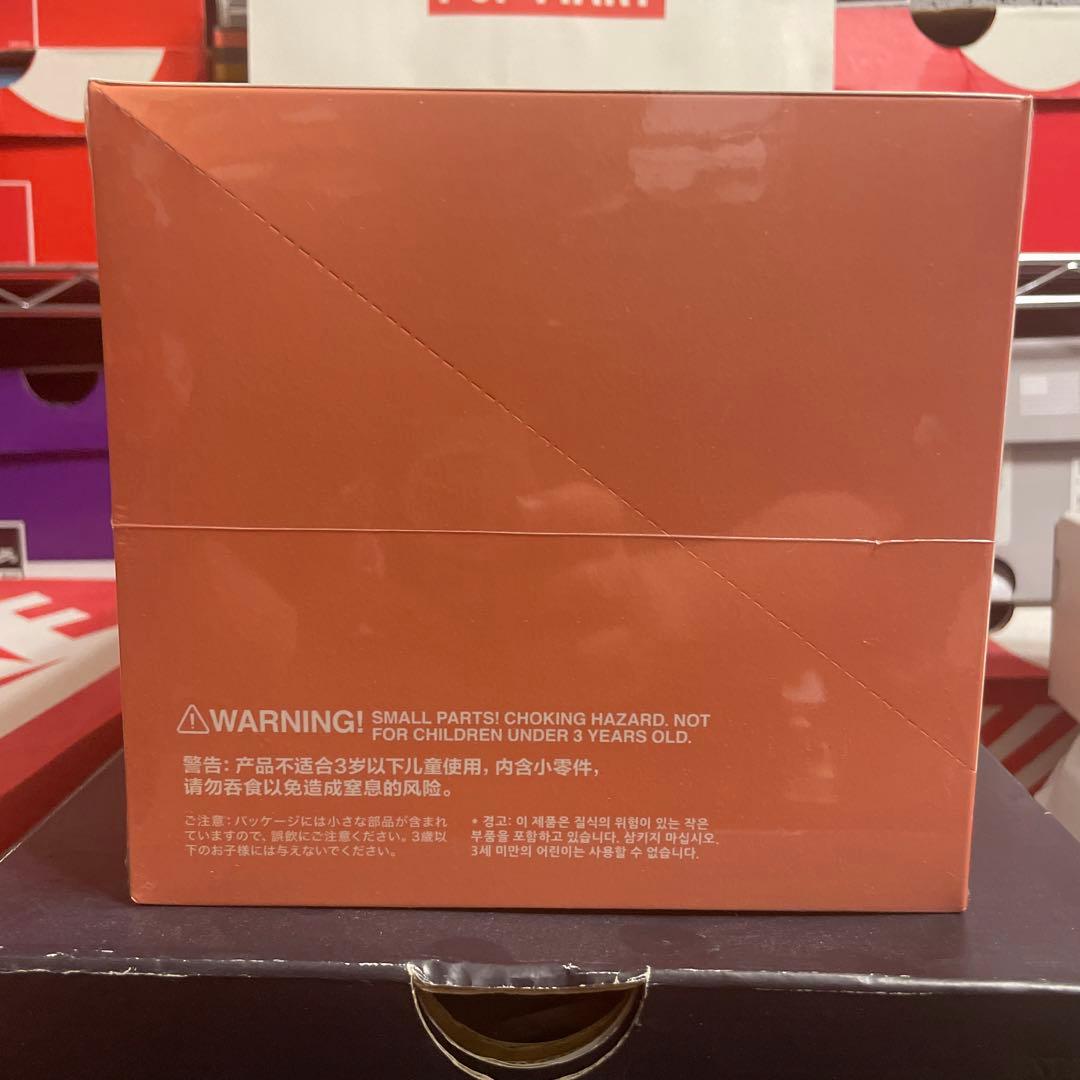 ⚠WARNING! SMALL PARTS! CHOKING HAZARD. NOT
FOR CHILDREN UNDER 3 YEARS OLD.
警告：产品不适合3岁以下儿童使用，内含小零件，
请勿吞食以免造成窒息的风险。
ご注意：パッケージには小さな部品が含まれ
ていますので、誤飲にご注意ください。3歳以
下のお子様には与えないでください。
* 경고: 이 제품은 질식의 위험이 있는 작은
부품을 포함하고 있습니다. 삼키지 마십시오.
3세 미만의 어린이는 사용할 수 없습니다.